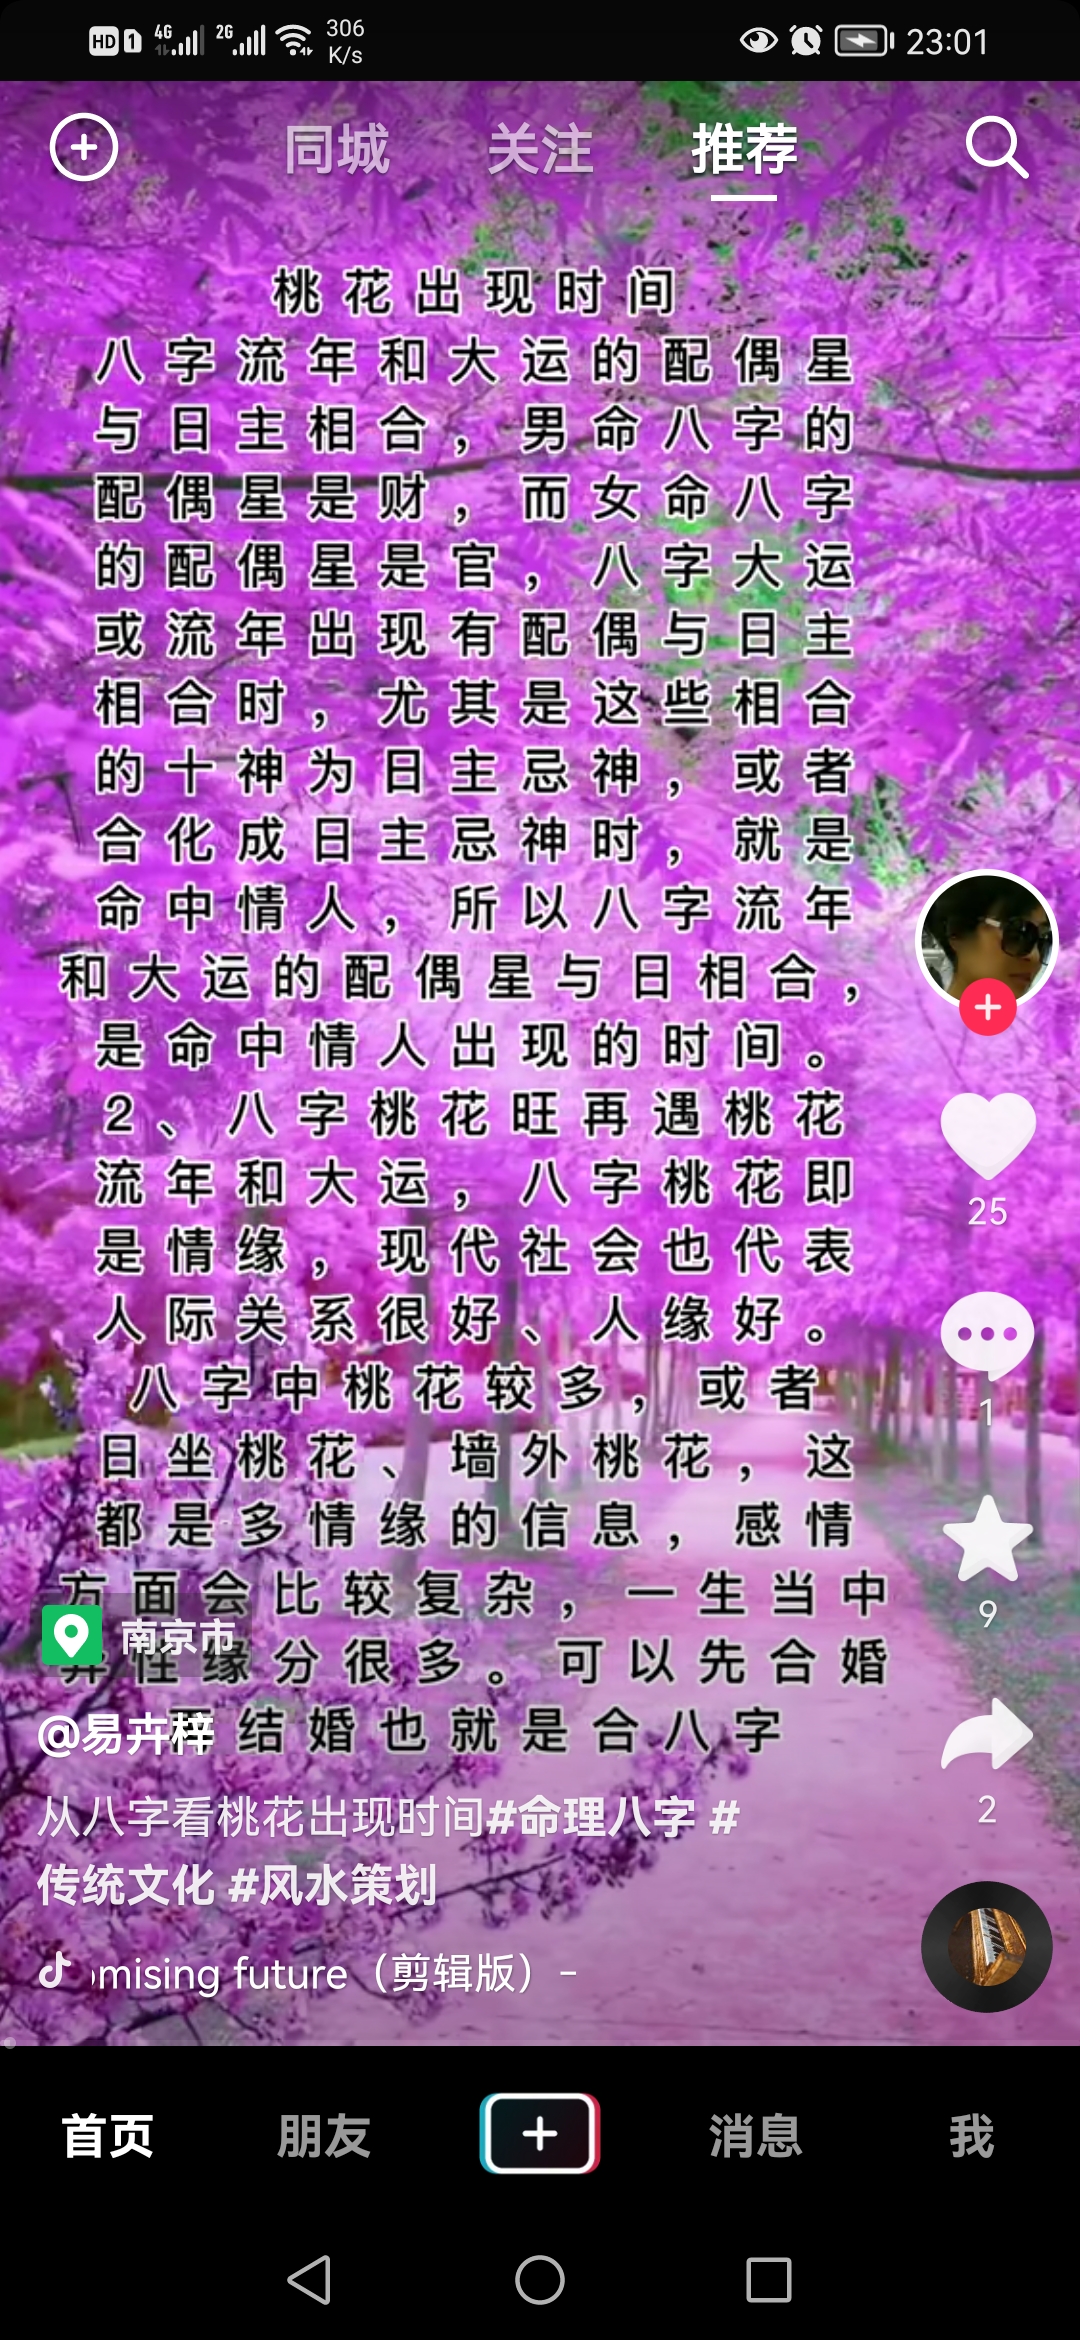 HD 1 4G 2G 306 K/s 23:01
同城 关注 推荐
桃花出现时间
八字流年和大运的配偶星
与日主相合，男命八字的
配偶星是财，而女命八字
的配偶星是官，八字大运
或流年出现有配偶与日主
相合时，尤其是这些相合
的十神为日主忌神，或者
合化成日主忌神时，就是
命中情人，所以八字流年
和大运的配偶星与日相合，
是命中情人出现的时间。
2、八字桃花旺再遇桃花
流年和大运，八字桃花即
是情缘，现代社会也代表
人际关系很好、人缘好。
八字中桃花较多，或者
日坐桃花、墙外桃花，这
都是多情缘的信息，感情
方面会比较复杂，一生当中
异性缘分很多。可以先合婚
结婚也就是合八字
25
1
9
2
南京市
@易卉梓
从八字看桃花出现时间#命理八字 #
传统文化 #风水策划
mising future（剪辑版）-
首页 朋友 消息 我